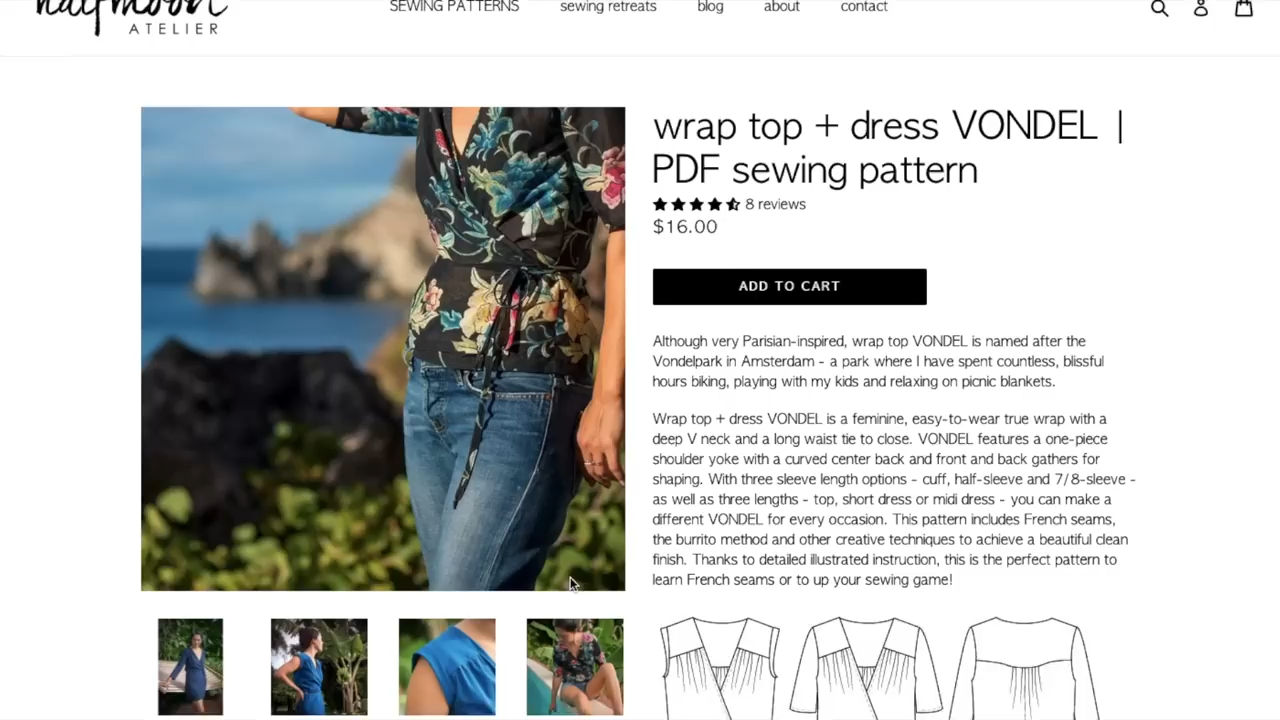 halfmoon
ATELIER
SEWING PATTERNS
sewing retreats
blog
about
contact
wrap top + dress VONDEL |
PDF sewing pattern
8 reviews
$16.00
ADD TO CART
Although very Parisian-inspired, wrap top VONDEL is named after the
Vondelpark in Amsterdam - a park where I have spent countless, blissful
hours biking, playing with my kids and relaxing on picnic blankets.
Wrap top + dress VONDEL is a feminine, easy-to-wear true wrap with a
deep V neck and a long waist tie to close. VONDEL features a one-piece
shoulder yoke with a curved center back and front and back gathers for
shaping. With three sleeve length options - cuff, half-sleeve and 7/8-sleeve -
as well as three lengths - top, short dress or midi dress - you can make a
different VONDEL for every occasion. This pattern includes French seams,
the burrito method and other creative techniques to achieve a beautiful clean
finish. Thanks to detailed illustrated instruction, this is the perfect pattern to
learn French seams or to up your sewing game!